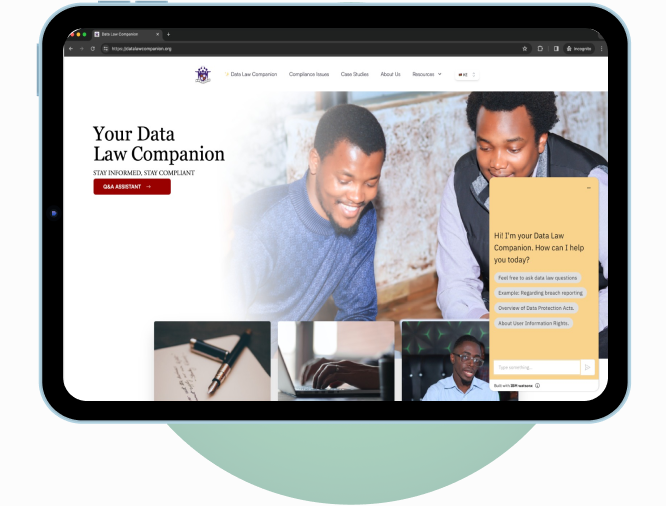 Data Law Companion
https://datalawcompanion.org
Incognito
Data Law Companion
Compliance Issues
Case Studies
About Us
Resources
Your Data
Law Companion
STAY INFORMED, STAY COMPLIANT
Q&A ASSISTANT →
Hi! I'm your Data Law
Companion. How can I help
you today?
Feel free to ask data law questions
Example: Regarding breach reporting
Overview of Data Protection Acts.
About User Information Rights.
Type something...
Built with IBM watsonx